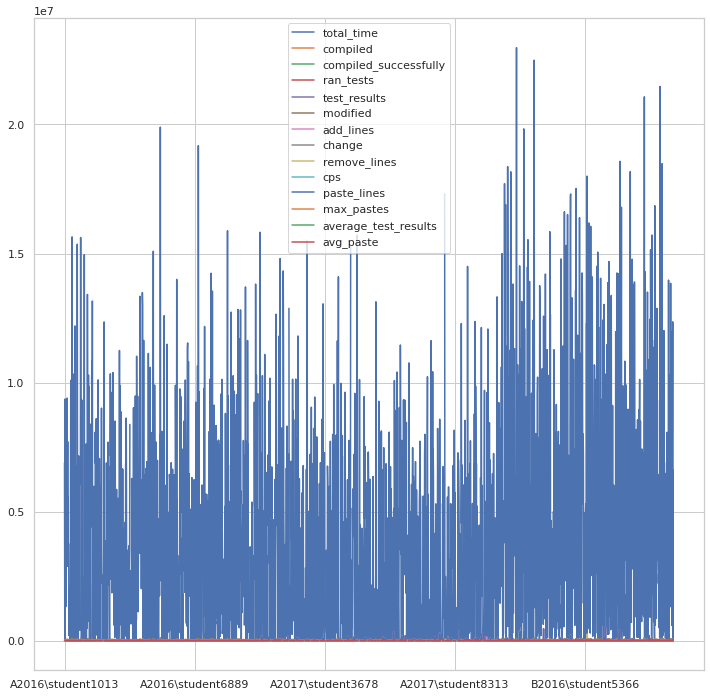 1e7
total_time
compiled
compiled_successfully
ran_tests
test_results
modified
add_lines
change
remove_lines
cps
paste_lines
max_pastes
average_test_results
avg_paste
2.0
1.5
1.0
0.5
0.0
A2016\student1013 A2016\student6889 A2017\student3678 A2017\student8313 B2016\student5366